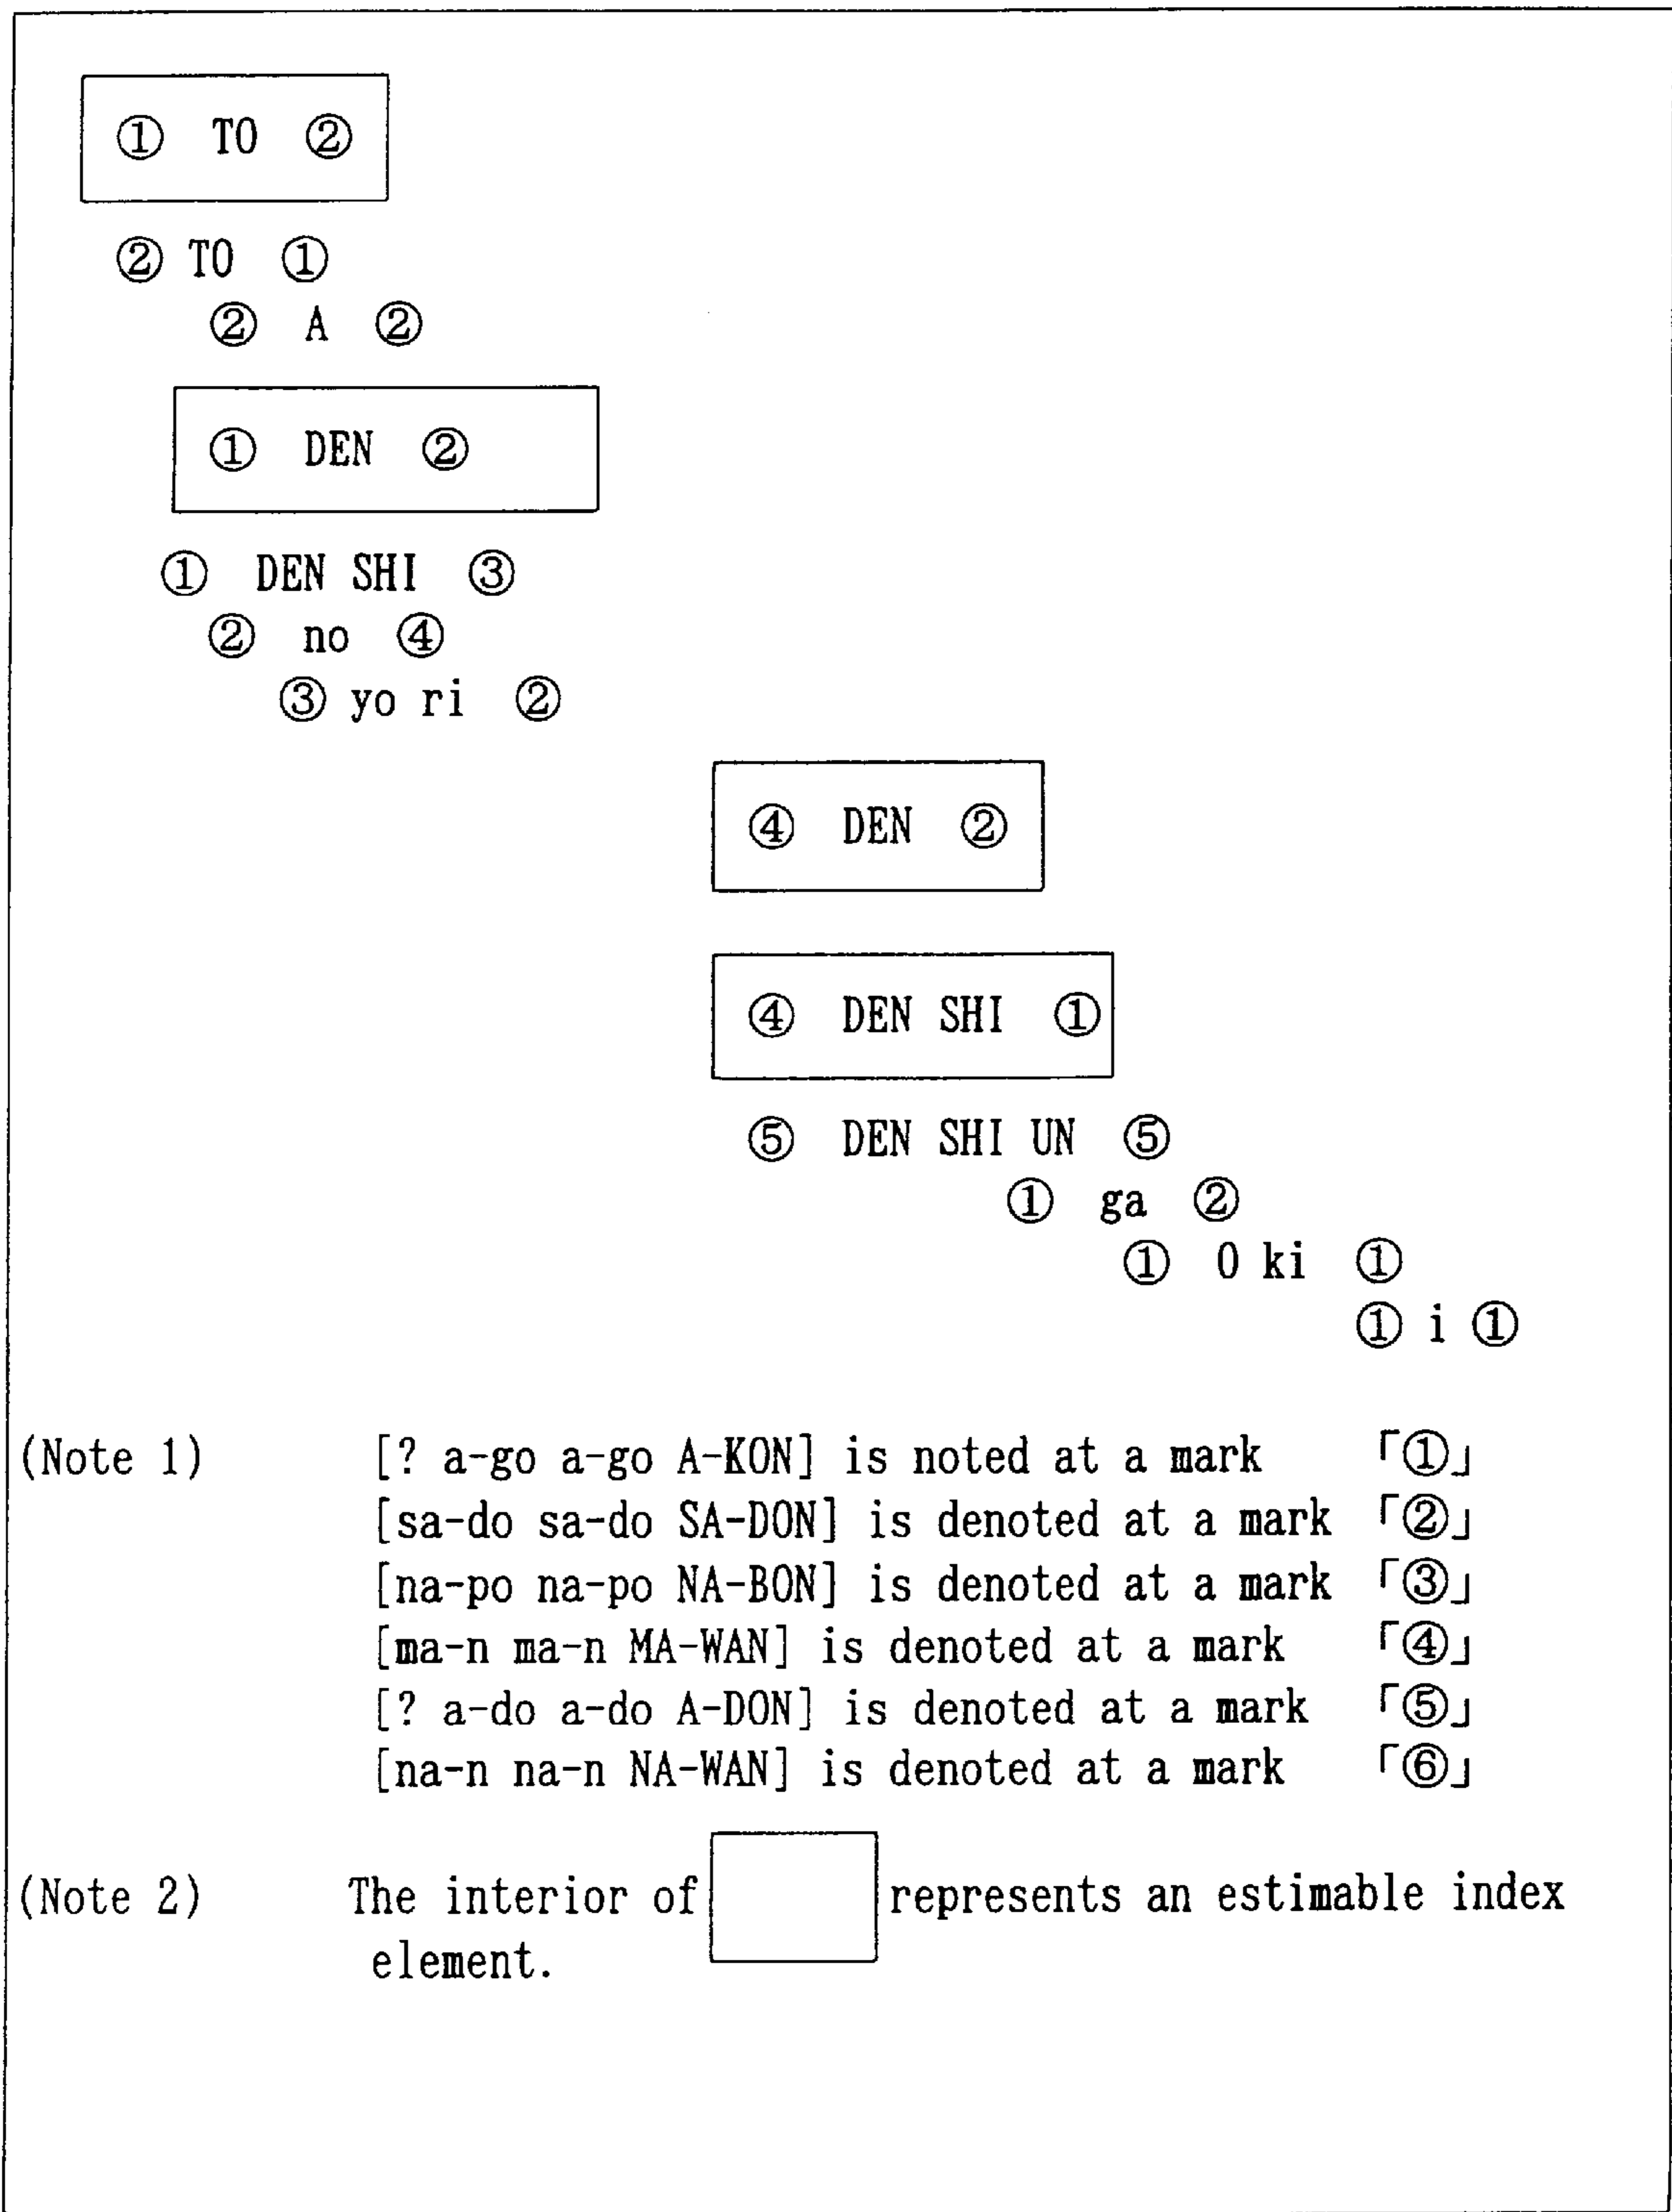 ① TO ②
② TO ①
② A ②
① DEN ②
① DEN SHI ③
② no ④
③ yo ri ②
④ DEN ②
④ DEN SHI ①
⑤ DEN SHI UN ⑤
① ga ②
① O ki ①
① i ①
(Note 1) [? a-go a-go A-KON] is noted at a mark 「①」
[sa-do sa-do SA-DON] is denoted at a mark 「②」
[na-po na-po NA-BON] is denoted at a mark 「③」
[ma-n ma-n MA-WAN] is denoted at a mark 「④」
[? a-do a-do A-DON] is denoted at a mark 「⑤」
[na-n na-n NA-WAN] is denoted at a mark 「⑥」
(Note 2) The interior of represents an estimable index
element.